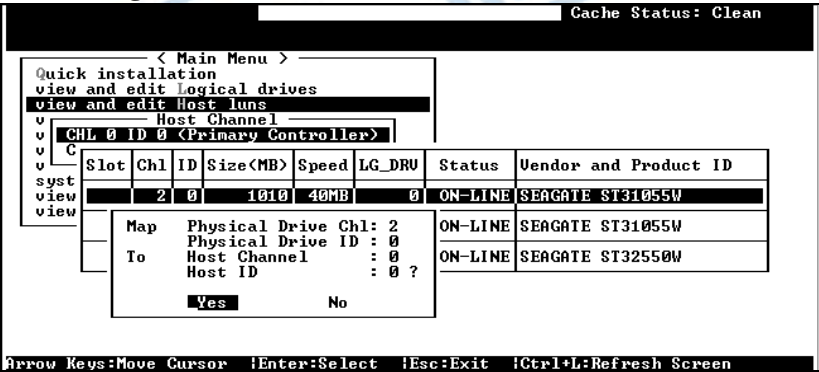 Cache Status: Clean
< Main Menu >
Quick installation
view and edit Logical drives
view and edit Host luns
v
Host Channel
v CHL 0 ID 0 (Primary Controller)
v C
v
syst
view
view
Slot Chl ID Size(MB) Speed LG_DRV Status Vendor and Product ID
2 0 1010 40MB 0 ON-LINE SEAGATE ST31055W
ON-LINE SEAGATE ST31055W
ON-LINE SEAGATE ST32550W
Map Physical Drive Chl: 2
Physical Drive ID : 0
To Host Channel : 0
Host ID : 0 ?
Yes No
Arrow Keys:Move Cursor |Enter:Select |Esc:Exit |Ctrl+L:Refresh Screen